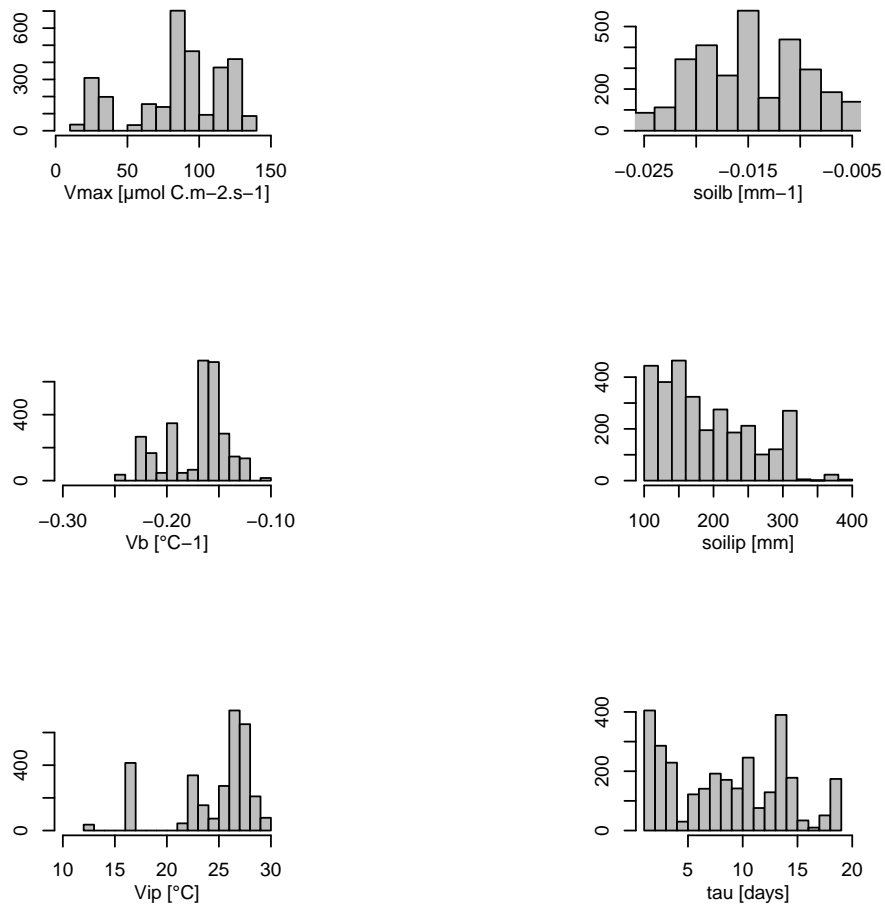 0 300 600
0 50 100 150
Vmax [µmol C.m−2.s−1]
0 200 500
−0.025 −0.015 −0.005
soilb [mm−1]
0 400
−0.30 −0.20 −0.10
Vb [°C−1]
0 200 400
100 200 300 400
soilip [mm]
0 400
10 15 20 25 30
Vip [°C]
0 200 400
5 10 15 20
tau [days]